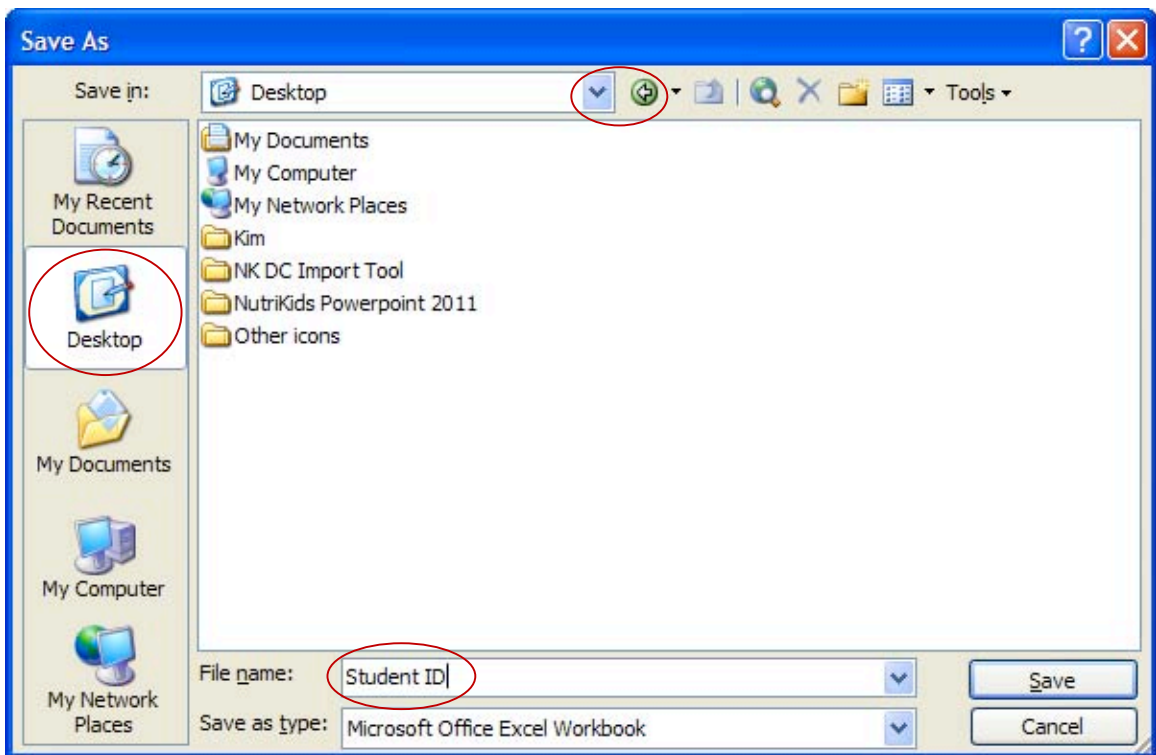 Save As
Save in:
Desktop
Tools
My Recent
Documents
Desktop
My Documents
My Computer
My Network
Places
My Documents
My Computer
My Network Places
Kim
NK DC Import Tool
NutriKids Powerpoint 2011
Other icons
File name:
Student ID
Save
Save as type:
Microsoft Office Excel Workbook
Cancel